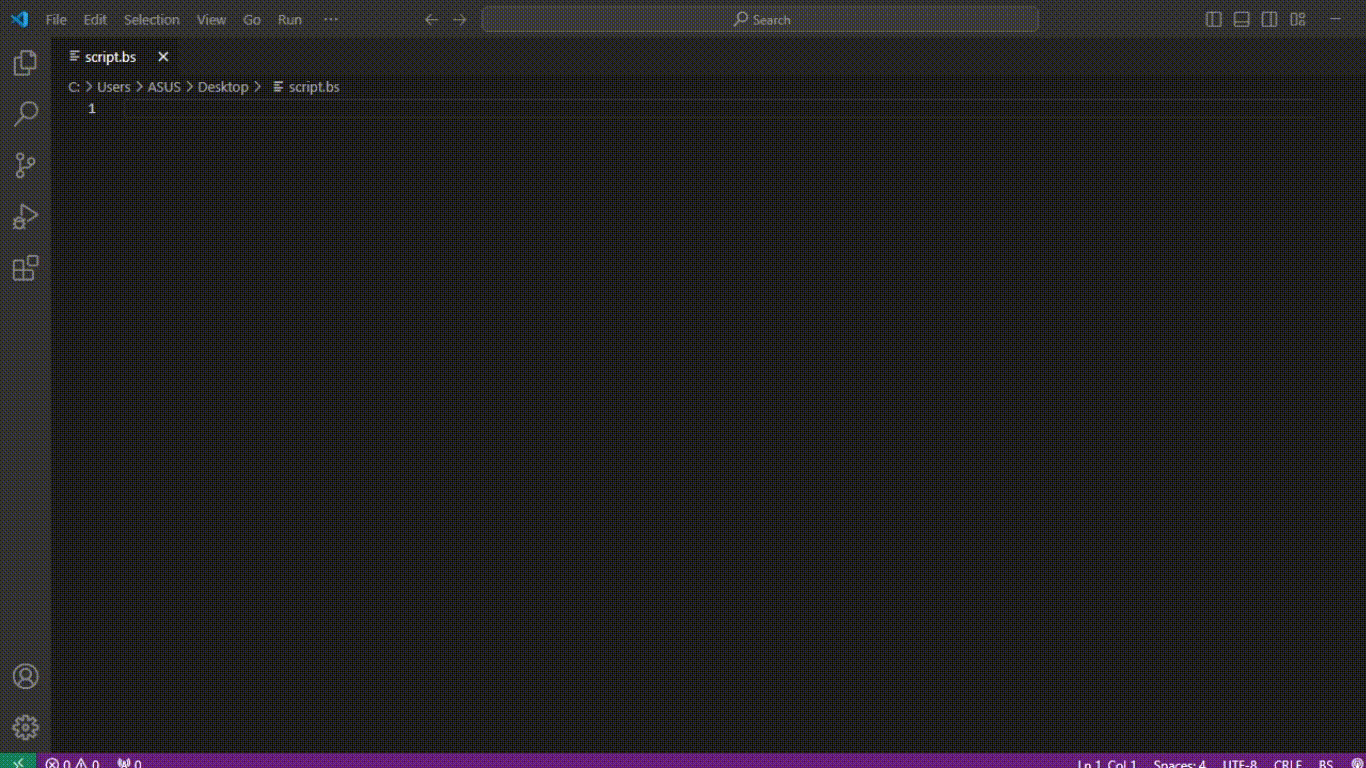 File Edit Selection View Go Run ··· Search
script.bs
C: > Users > ASUS > Desktop > script.bs
1
0 0 0 Ln 1, Col 1 Spaces: 4 UTF-8 CRLF BS